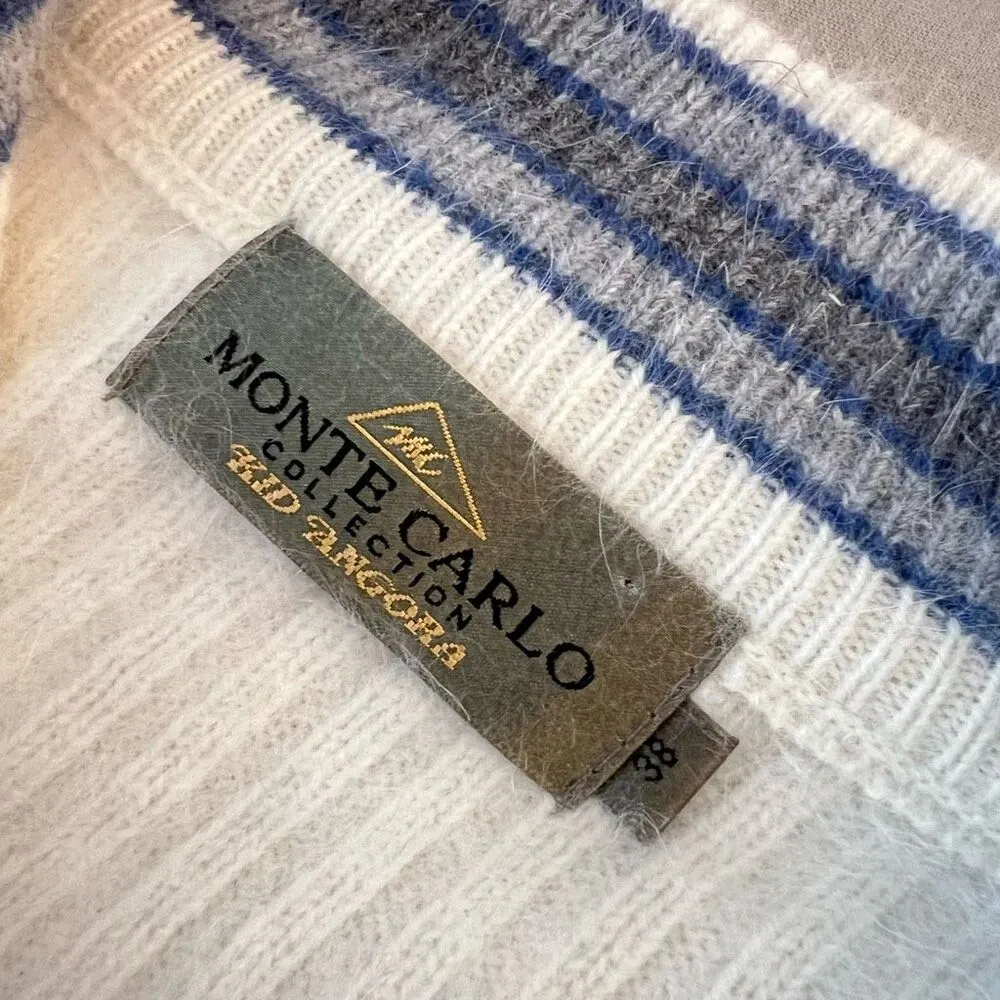 MC
MONTE CARLO
COLLECTION
KID ANGORA
38